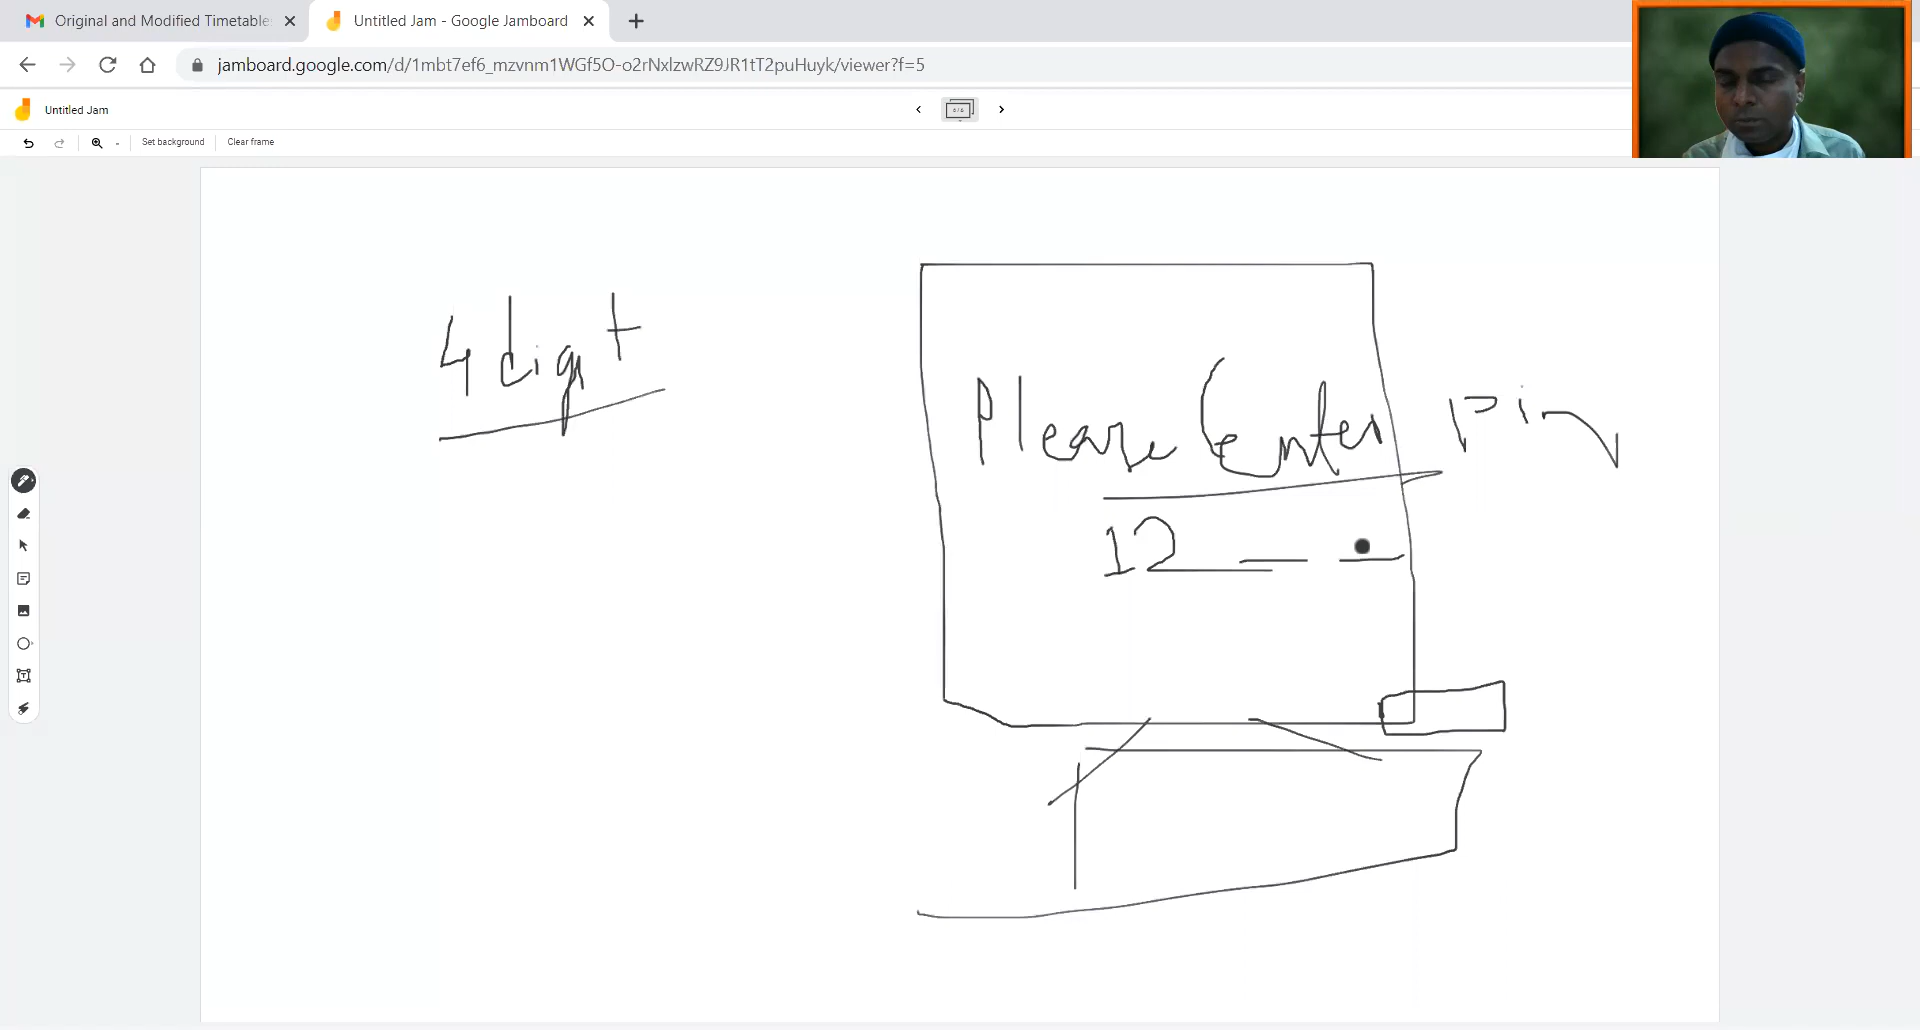 Original and Modified Timetable
Untitled Jam - Google Jamboard
jamboard.google.com/d/1mbt7ef6_mzvnm1WGf5O-o2rNxlzwRZ9JR1tT2puHuyk/viewer?f=5
Untitled Jam
Set background
Clear frame
4 digit
Please Enter Pin
12